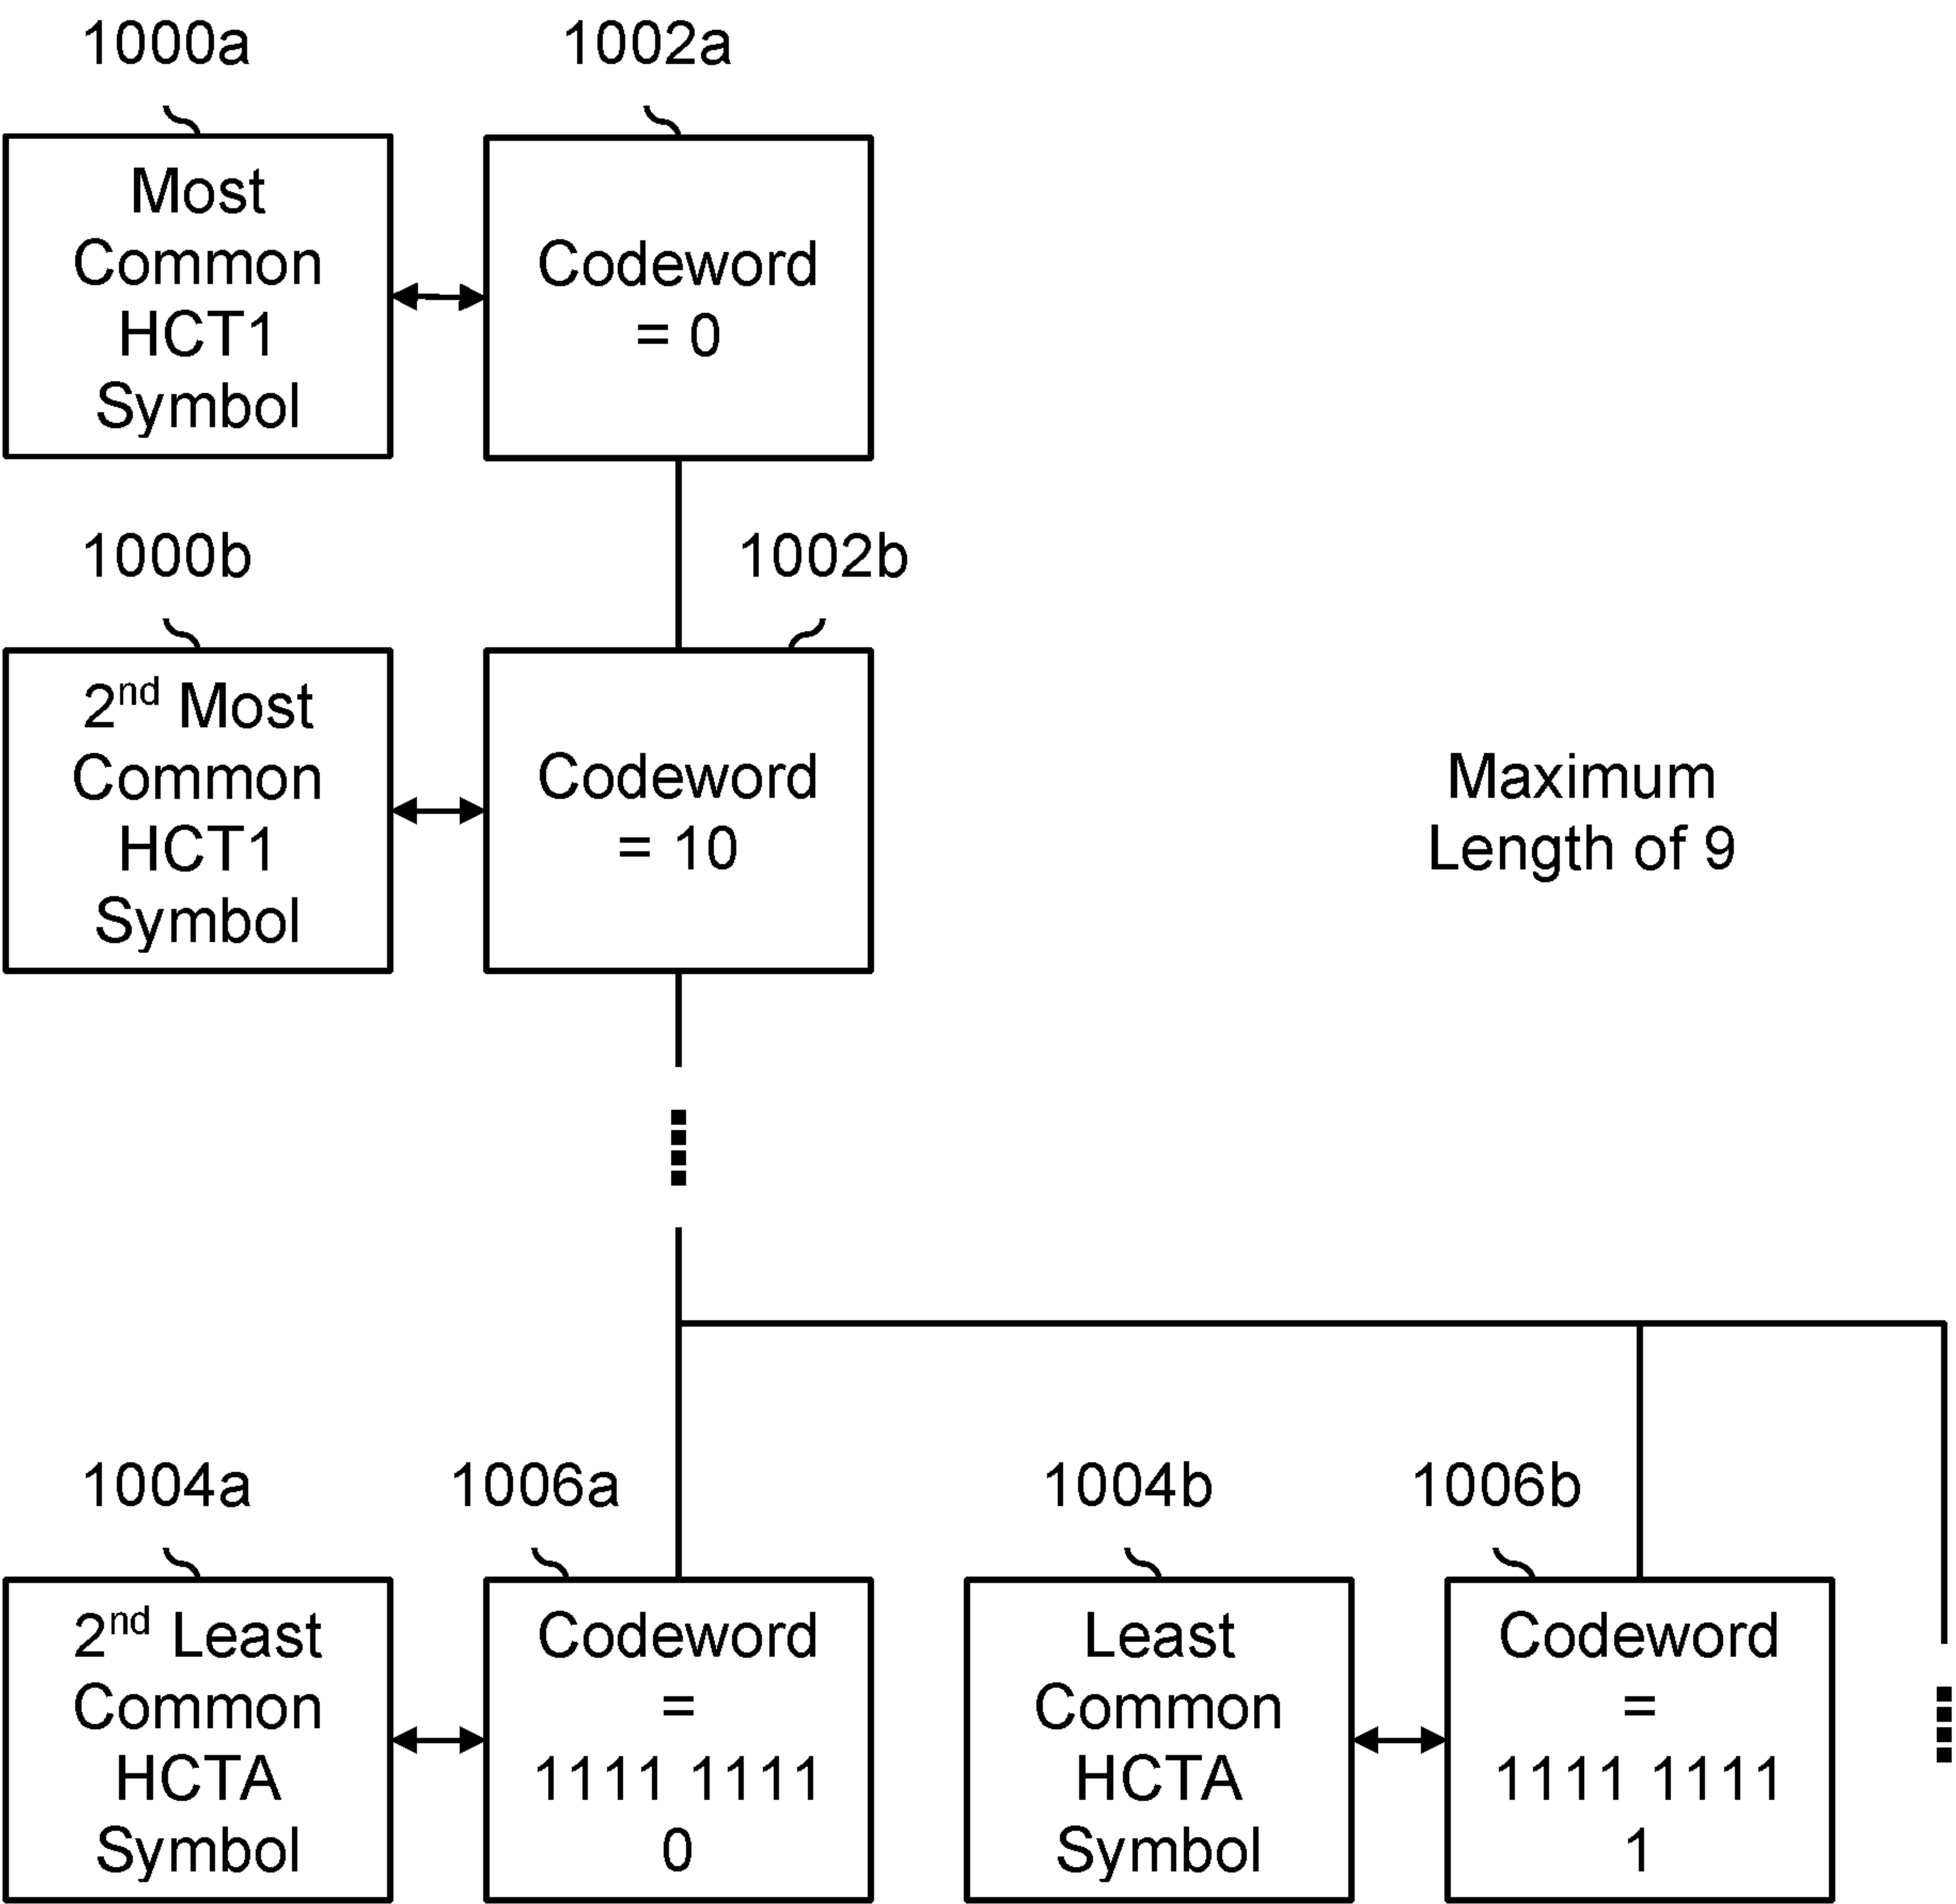 1000a
1002a
Most
Common
HCT1
Symbol
Codeword
= 0
1000b
1002b
2nd Most
Common
HCT1
Symbol
Codeword
= 10
Maximum
Length of 9
1004a
1006a
1004b
1006b
2nd Least
Common
HCTA
Symbol
Codeword
=
1111 1111
0
Least
Common
HCTA
Symbol
Codeword
=
1111 1111
1